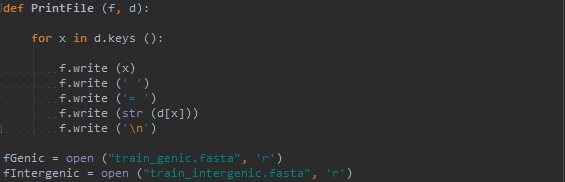 def PrintFile (f, d):
for x in d.keys ():
f.write (x)
f.write (' ')
f.write ('= ')
f.write (str (d[x]))
f.write ('\n')
fGenic = open ("train_genic.fasta", 'r')
fIntergenic = open ("train_intergenic.fasta", 'r')